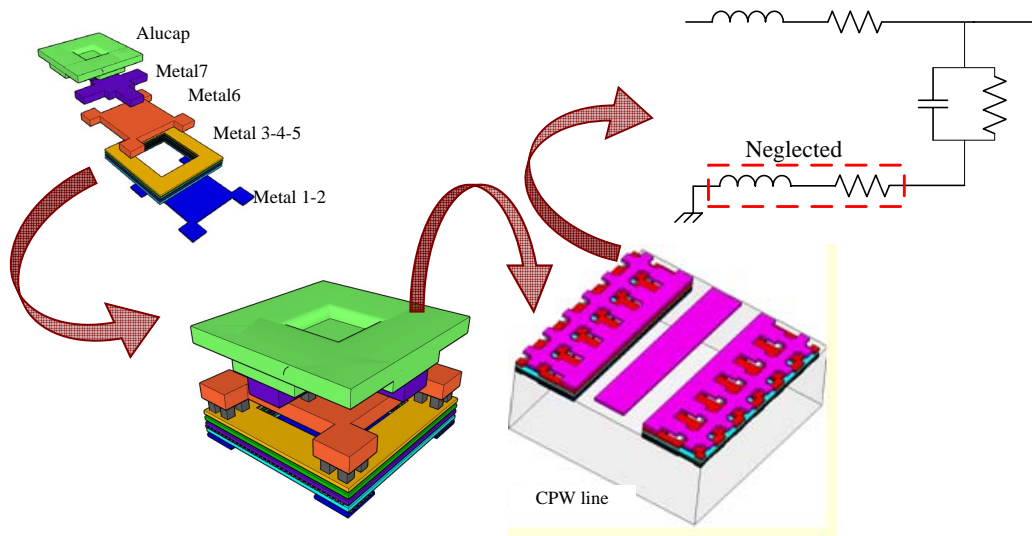 Alucap
Metal7
Metal6
Metal 3-4-5
Metal 1-2
Neglected
CPW line